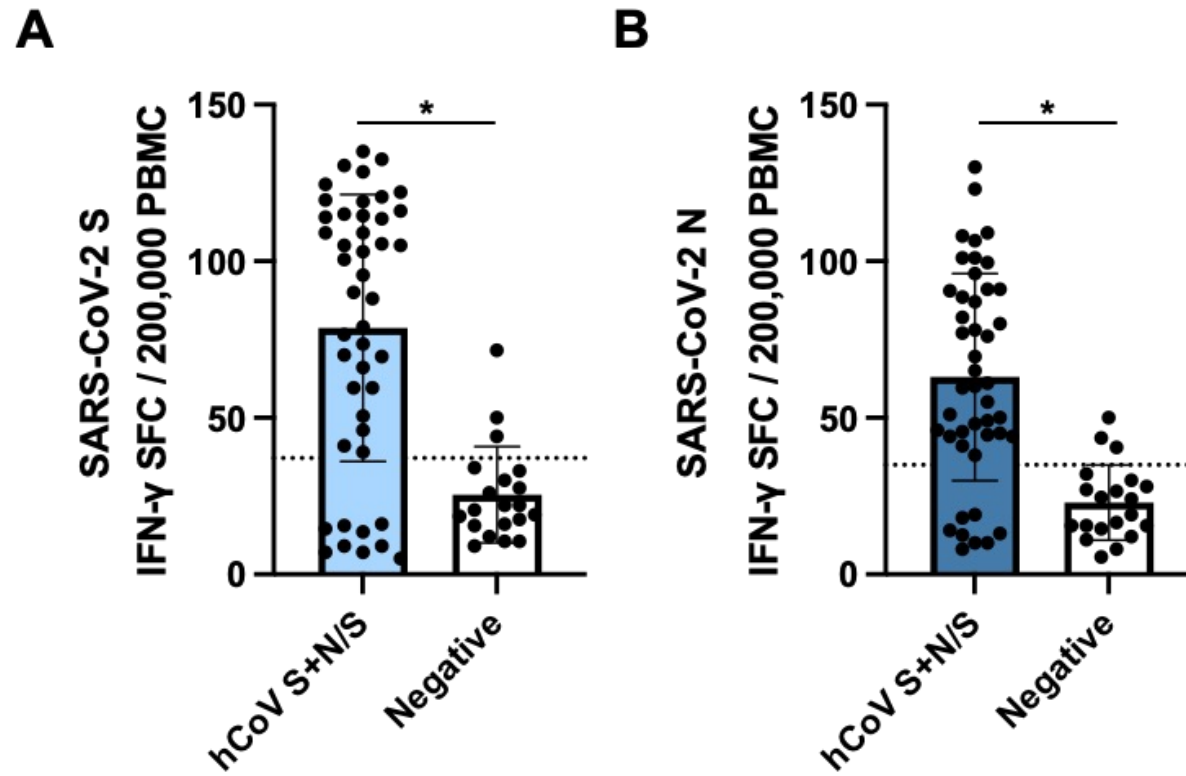 A
SARS-CoV-2 S
IFN-γ SFC / 200,000 PBMC
150
100
50
0
*
hCoV S+N/S
Negative
B
SARS-CoV-2 N
IFN-γ SFC / 200,000 PBMC
150
100
50
0
*
hCoV S+N/S
Negative